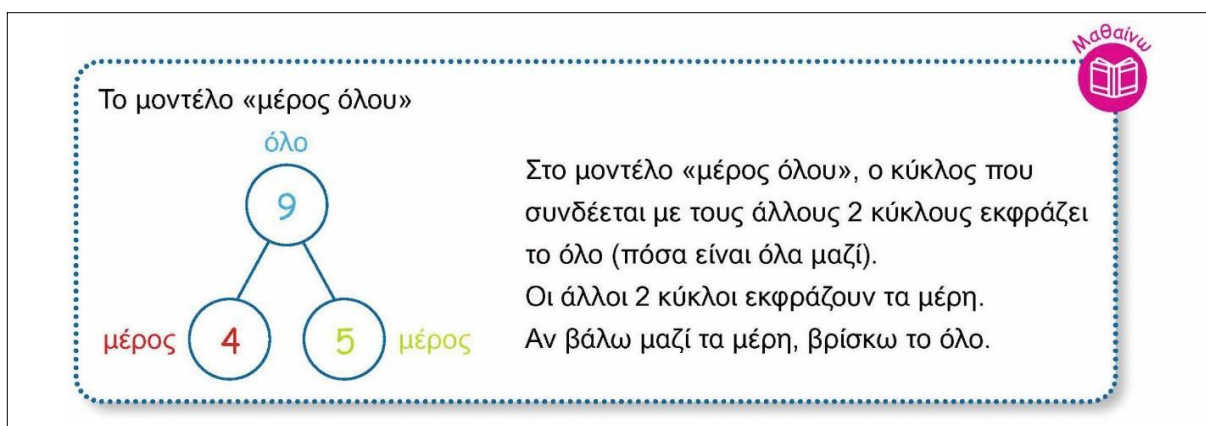 Μαθαίνω
Το μοντέλο «μέρος όλου»
όλο
9
μέρος 4 5 μέρος
Στο μοντέλο «μέρος όλου», ο κύκλος που
συνδέεται με τους άλλους 2 κύκλους εκφράζει
το όλο (πόσα είναι όλα μαζί).
Οι άλλοι 2 κύκλοι εκφράζουν τα μέρη.
Αν βάλω μαζί τα μέρη, βρίσκω το όλο.